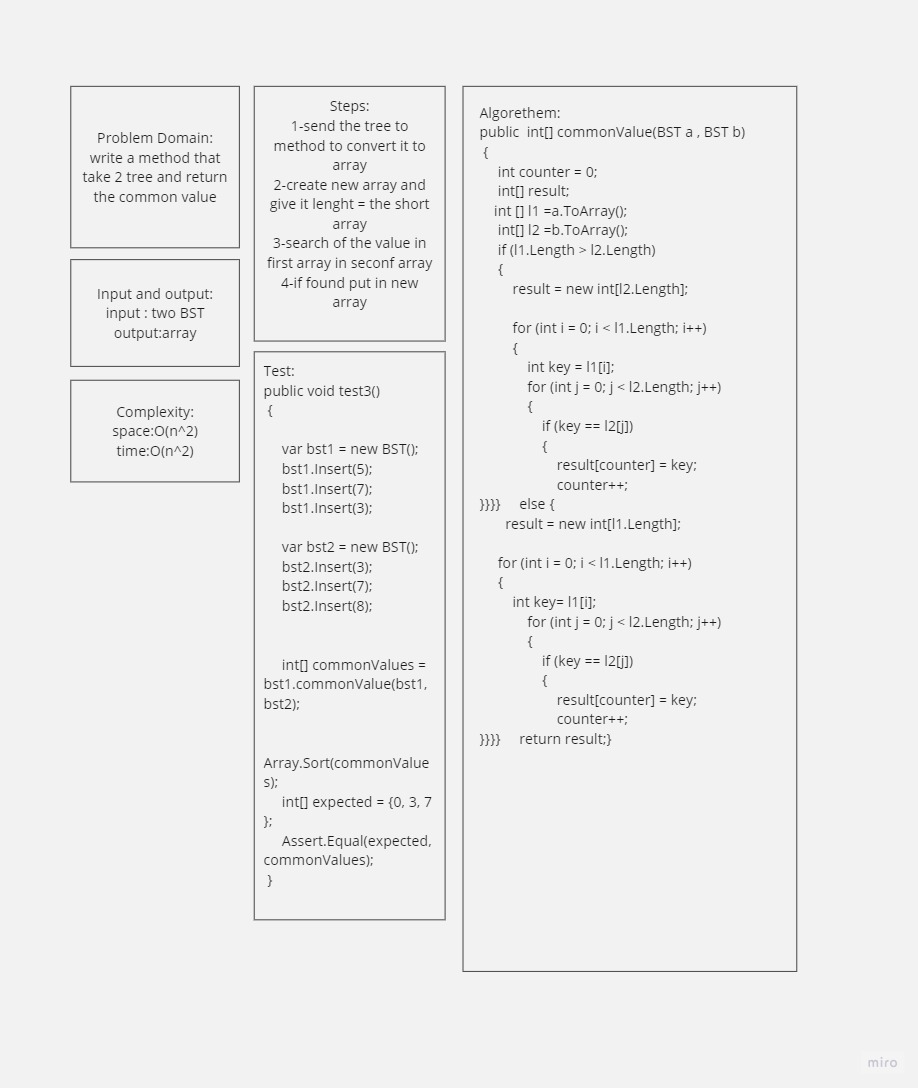 Problem Domain:
write a method that
take 2 tree and return
the common value
Input and output:
input : two BST
output:array
Complexity:
space:O(n^2)
time:O(n^2)
Steps:
1-send the tree to
method to convert it to
array
2-create new array and
give it lenght = the short
array
3-search of the value in
first array in seconf array
4-if found put in new
array
Test:
public void test3()
{
var bst1 = new BST();
bst1.Insert(5);
bst1.Insert(7);
bst1.Insert(3);
var bst2 = new BST();
bst2.Insert(3);
bst2.Insert(7);
bst2.Insert(8);
int[] commonValues =
bst1.commonValue(bst1,
bst2);
Array.Sort(commonValue
s);
int[] expected = {0, 3, 7
};
Assert.Equal(expected,
commonValues);
}
Algorethem:
public  int[] commonValue(BST a , BST b)
{
int counter = 0;
int[] result;
int [] l1 =a.ToArray();
int[] l2 =b.ToArray();
if (l1.Length > l2.Length)
{
result = new int[l2.Length];
for (int i = 0; i < l1.Length; i++)
{
int key = l1[i];
for (int j = 0; j < l2.Length; j++)
{
if (key == l2[j])
{
result[counter] = key;
counter++;
}}}}     else {
result = new int[l1.Length];
for (int i = 0; i < l1.Length; i++)
{
int key= l1[i];
for (int j = 0; j < l2.Length; j++)
{
if (key == l2[j])
{
result[counter] = key;
counter++;
}}}}     return result;}
miro